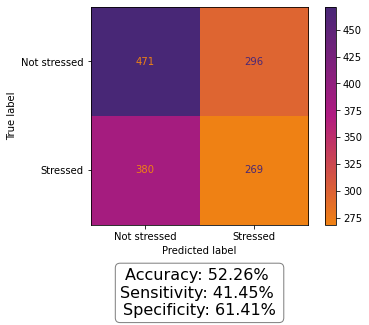 450
425
400
375
350
325
300
275
True label
Not stressed
471
296
Stressed
380
269
Not stressed
Stressed
Predicted label
Accuracy: 52.26%
Sensitivity: 41.45%
Specificity: 61.41%